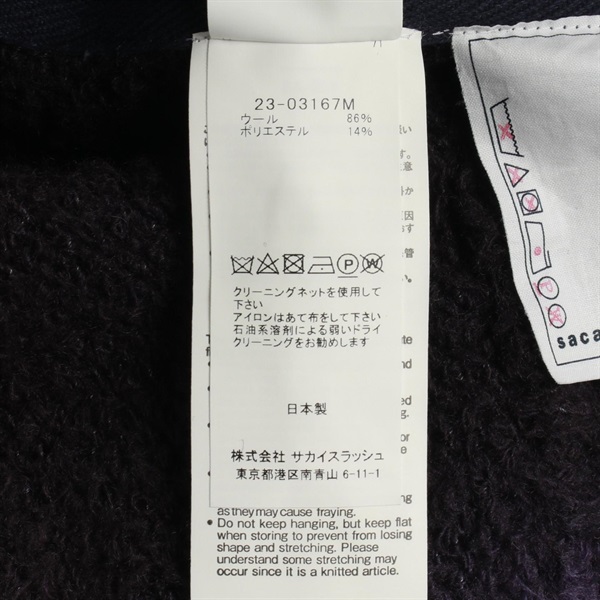 23-03167M
ウール 86%
ポリエステル 14%
P
クリーニングネットを使用して
下さい
アイロンはあて布をして下さい
石油系溶剤による弱いドライ
クリーニングをお勧めします
日本製
株式会社 サカイスラッシュ
東京都港区南青山 6-11-1
as they may cause fraying.
• Do not keep hanging, but keep flat
when storing to prevent from losing
shape and stretching. Please
understand some stretching may
occur since it is a knitted article.
P
W
saca